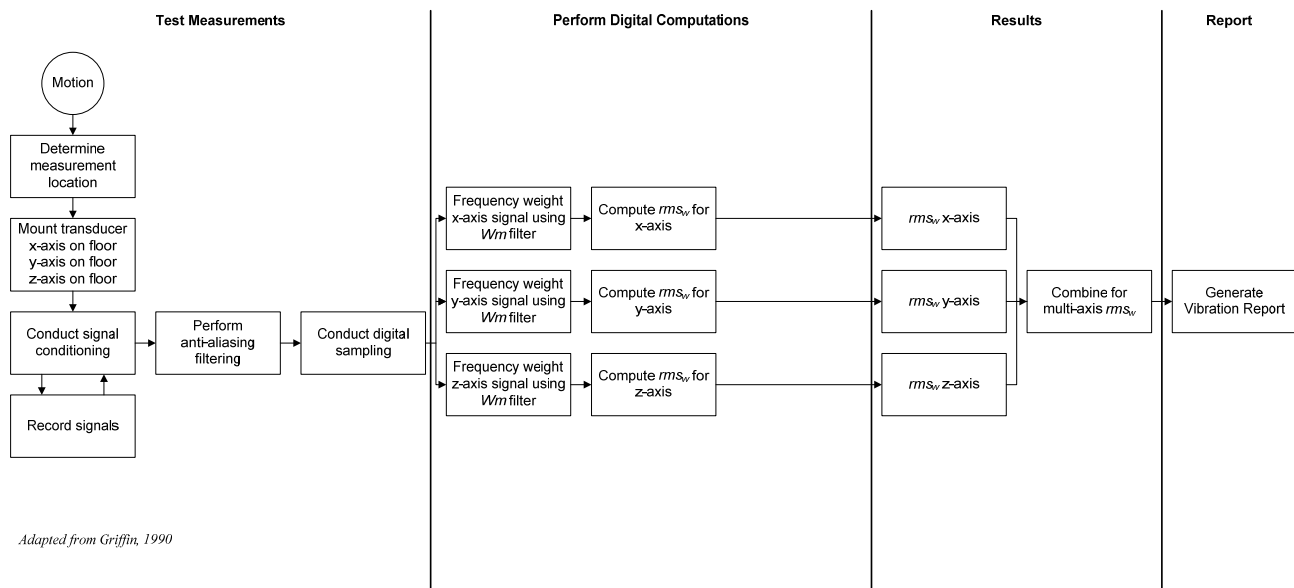 Test Measurements
Perform Digital Computations
Results
Report
Motion
Determine
measurement
location
Mount transducer
x-axis on floor
y-axis on floor
z-axis on floor
Conduct signal
conditioning
Record signals
Perform
anti-aliasing
filtering
Conduct digital
sampling
Frequency weight
x-axis signal using
Wm filter
Compute rmsw for
x-axis
rmsw x-axis
Frequency weight
y-axis signal using
Wm filter
Compute rmsw for
y-axis
rmsw y-axis
Frequency weight
z-axis signal using
Wm filter
Compute rmsw for
z-axis
rmsw z-axis
Combine for
multi-axis rmsw
Generate
Vibration Report
Adapted from Griffin, 1990